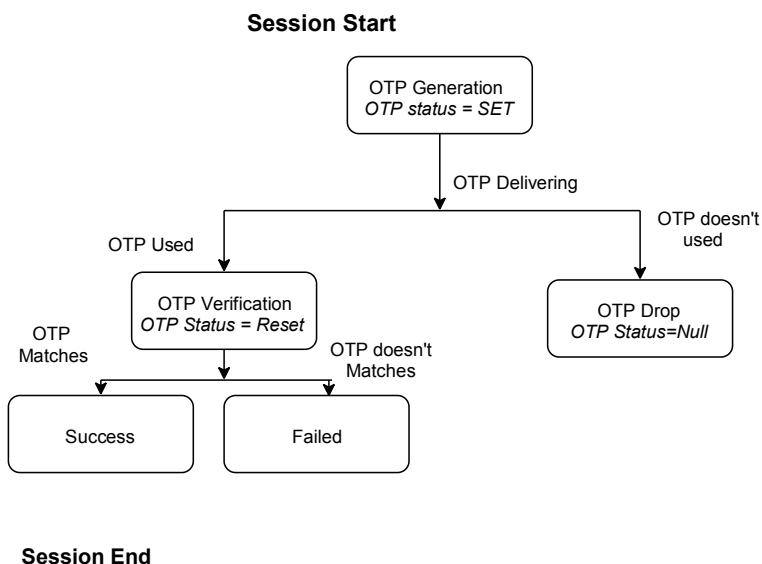 Session Start
OTP Generation
OTP status = SET
OTP Delivering
OTP Used
OTP doesn't
used
OTP Verification
OTP Status = Reset
OTP Drop
OTP Status=Null
OTP
Matches
OTP doesn't
Matches
Success
Failed
Session End